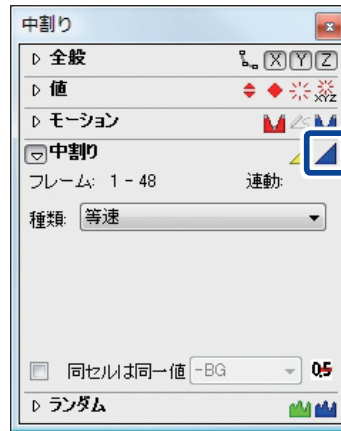 中割り
全般 X Y Z
値 XYZ
モーション
中割り
フレーム: 1 - 48 連動:
種類: 等速
同セルは同一値 -BG 0.5
ランダム